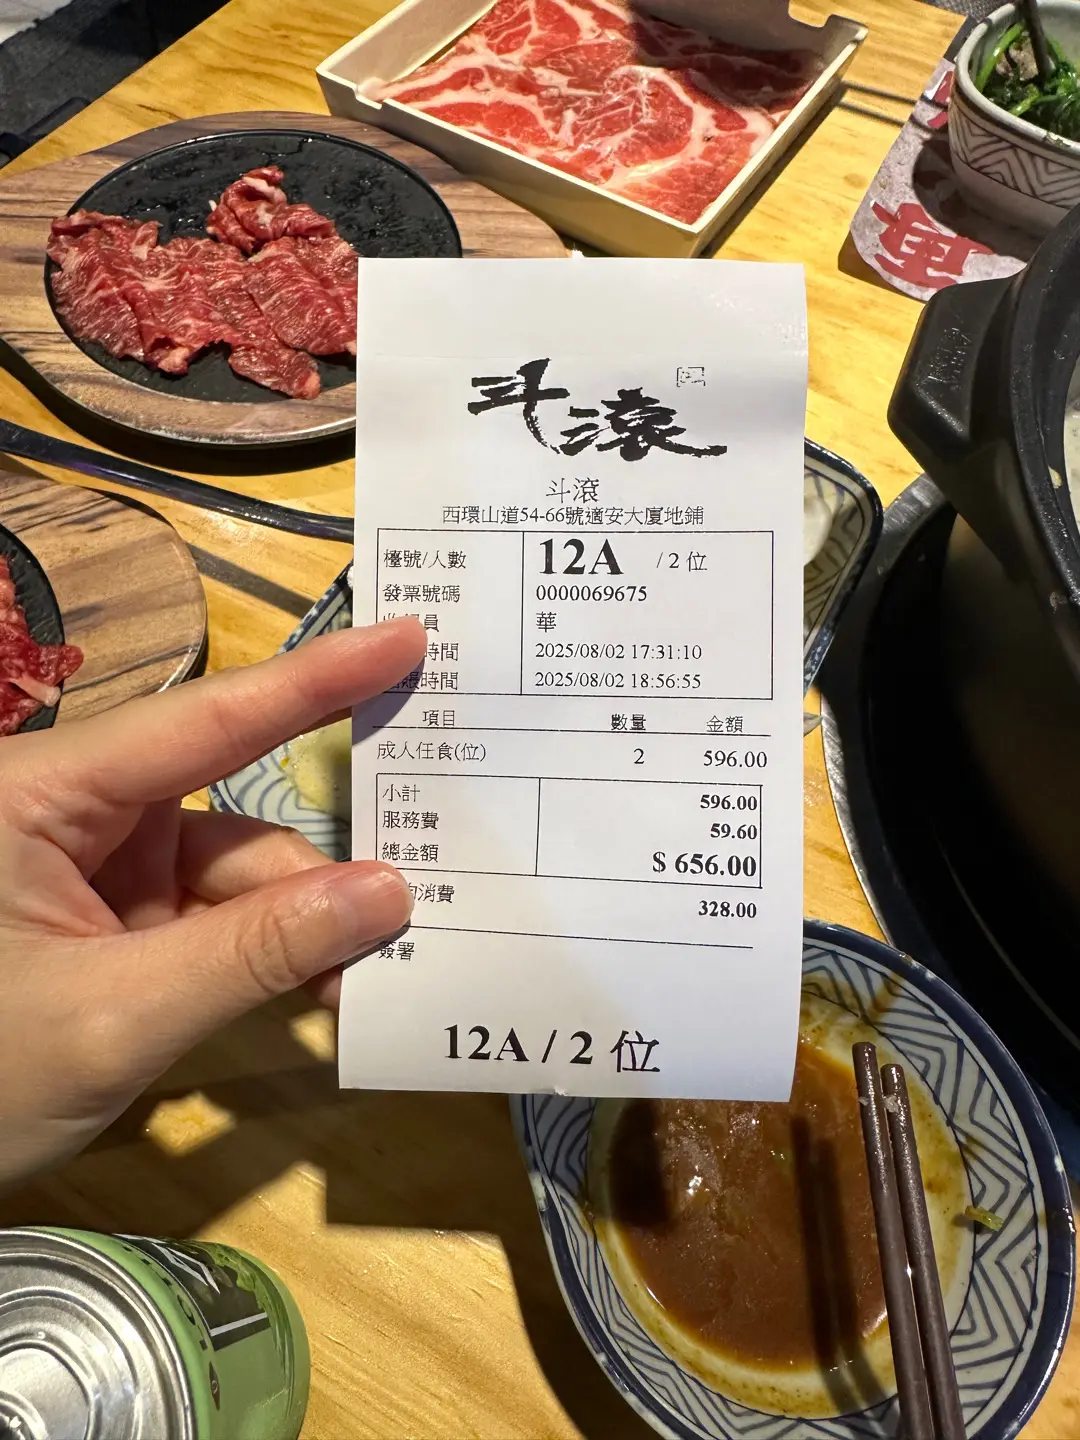 斗滾
斗滾
西環山道54-66號適安大廈地鋪
檯號/人數 12A / 2 位
發票號碼 0000069675
員 華
時間 2025/08/02 17:31:10
賬時間 2025/08/02 18:56:55
項目 數量 金額
成人任食(位) 2 596.00
小計 596.00
服務費 59.60
總金額 $ 656.00
消費 328.00
簽署
12A / 2 位